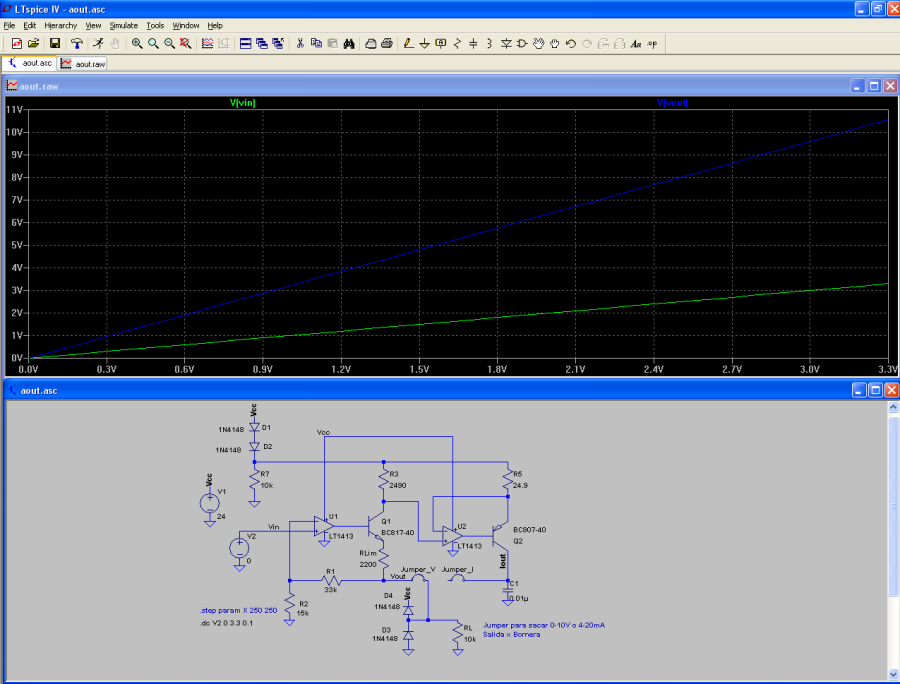 LTspice IV - aout.asc
File Edit Hierarchy View Simulate Tools Window Help
Aa .op
aout.asc aout.raw
aout.raw
V(vin) V(vout)
11V
10V
9V
8V
7V
6V
5V
4V
3V
2V
1V
0V
0.0V 0.3V 0.6V 0.9V 1.2V 1.5V 1.8V 2.1V 2.4V 2.7V 3.0V 3.3V
aout.asc
Vcc
1N4148 D1
1N4148 D2
Vcc
R7
10k
R3
2490
R5
24.9
Vcc
V1
24
Vin
V2
0
U1
LT1413
Q1
BC817-40
U2
LT1413
BC807-40
Q2
RLim
2200
Iout
R1
33k
Vout
Jumper_V
Jumper_I
C1
0.01µ
R2
15k
.step param X 250 250
.dc V2 0 3.3 0.1
D4
1N4148
Vcc
D3
1N4148
RL
10k
Jumper para sacar 0-10V o 4-20mA
Salida x Bornera